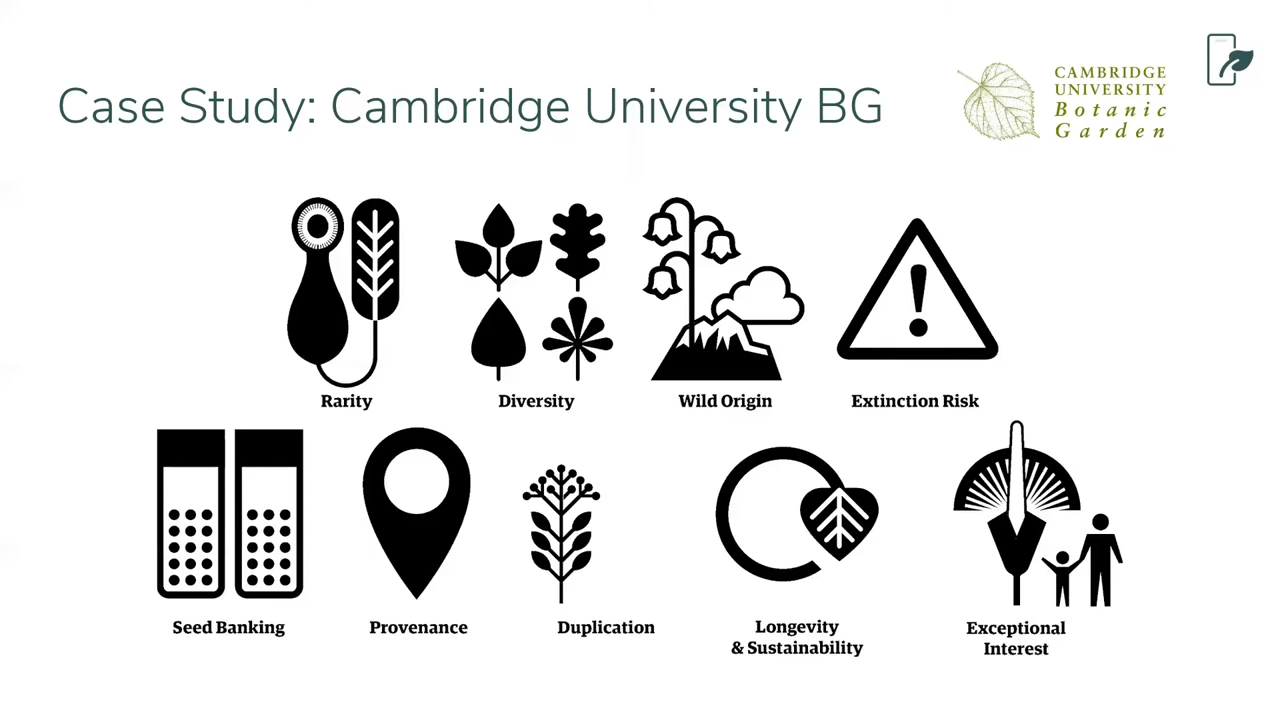 Case Study: Cambridge University BG
CAMBRIDGE
UNIVERSITY
Botanic
Garden
Rarity
Diversity
Wild Origin
Extinction Risk
Seed Banking
Provenance
Duplication
Longevity
& Sustainability
Exceptional
Interest